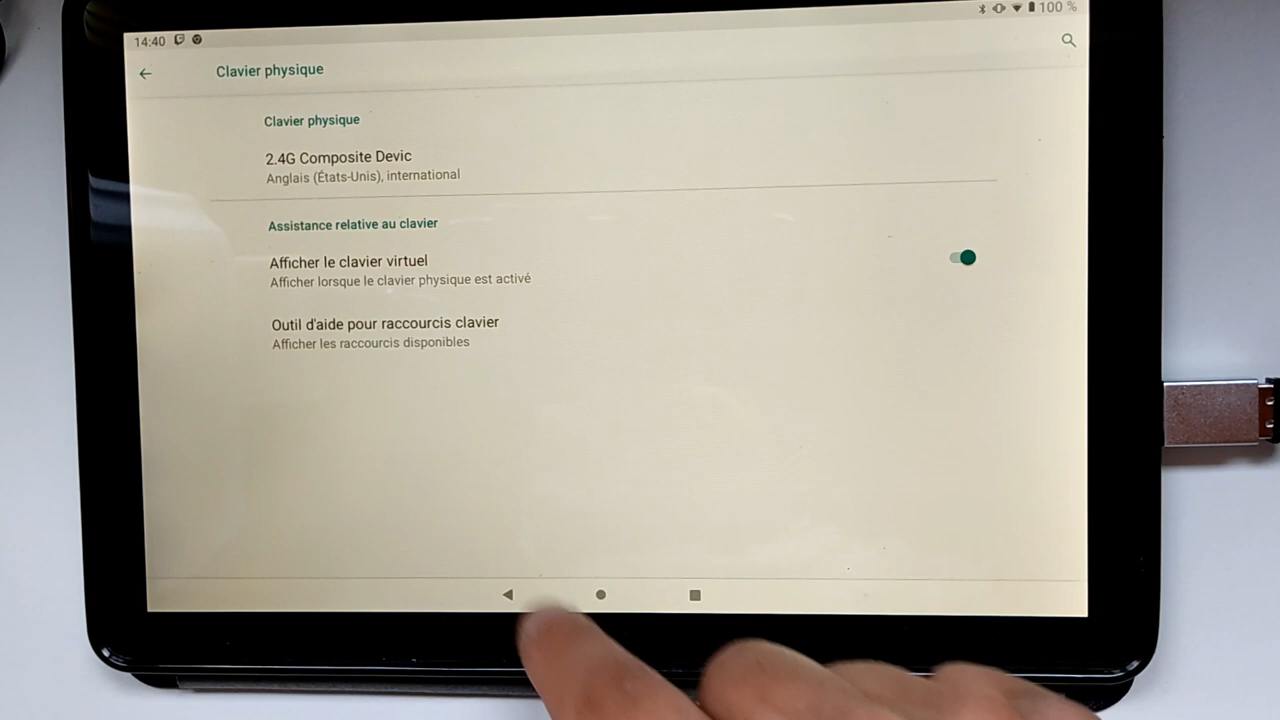 14:40
100 %
Clavier physique
Clavier physique
2.4G Composite Devic
Anglais (États-Unis), international
Assistance relative au clavier
Afficher le clavier virtuel
Afficher lorsque le clavier physique est activé
Outil d'aide pour raccourcis clavier
Afficher les raccourcis disponibles